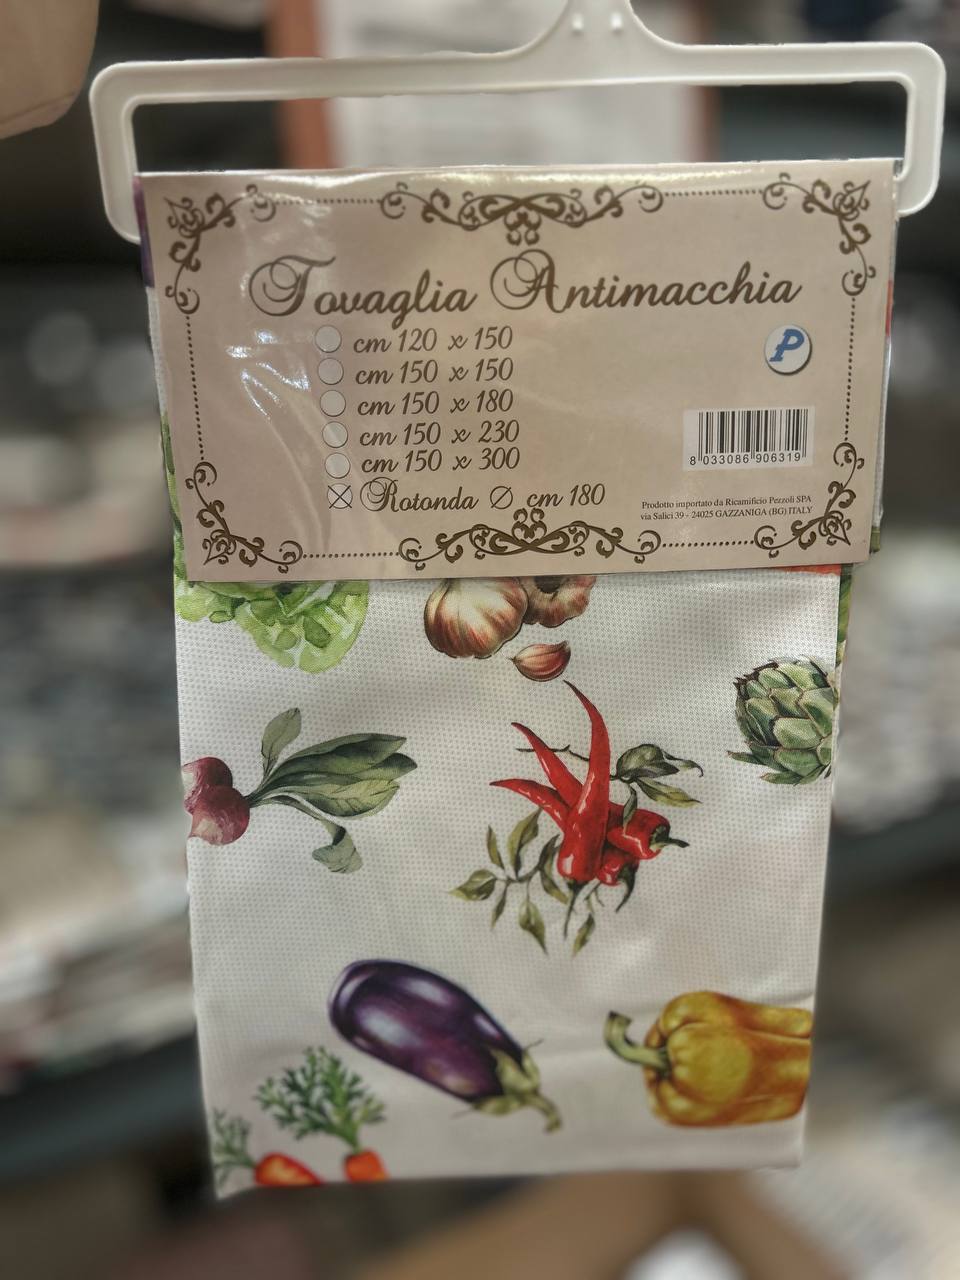 Tovaglia Antimacchia
cm 120 x 150
cm 150 x 150
cm 150 x 180
cm 150 x 230
cm 150 x 300
Rotonda ∅ cm 180
P
8 033086 906319
Prodotto importato da Ricamificio Pezzoli SPA
via Salici 39 - 24025 GAZZANIGA (BG) ITALY